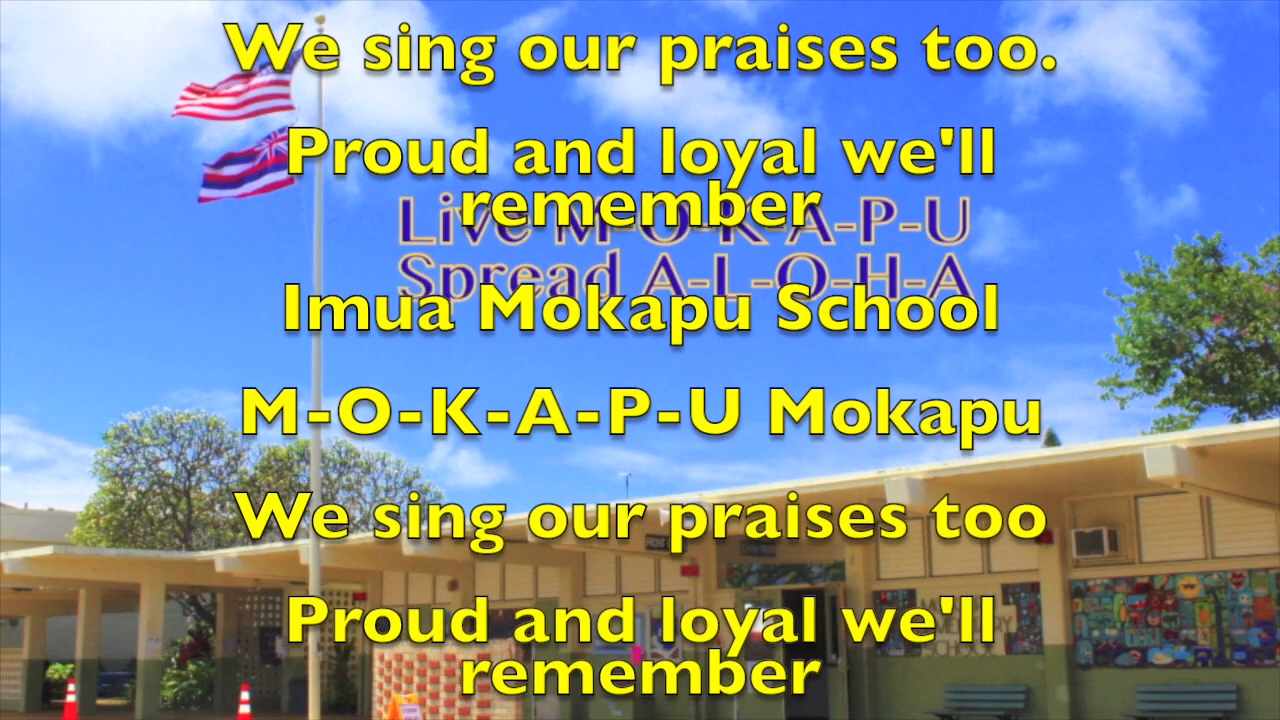 We sing our praises too.
Proud and loyal we'll
remember
Live M-O-K-A-P-U
Spread A-L-O-H-A
Imua Mokapu School
M-O-K-A-P-U Mokapu
We sing our praises too
Proud and loyal we'll
remember